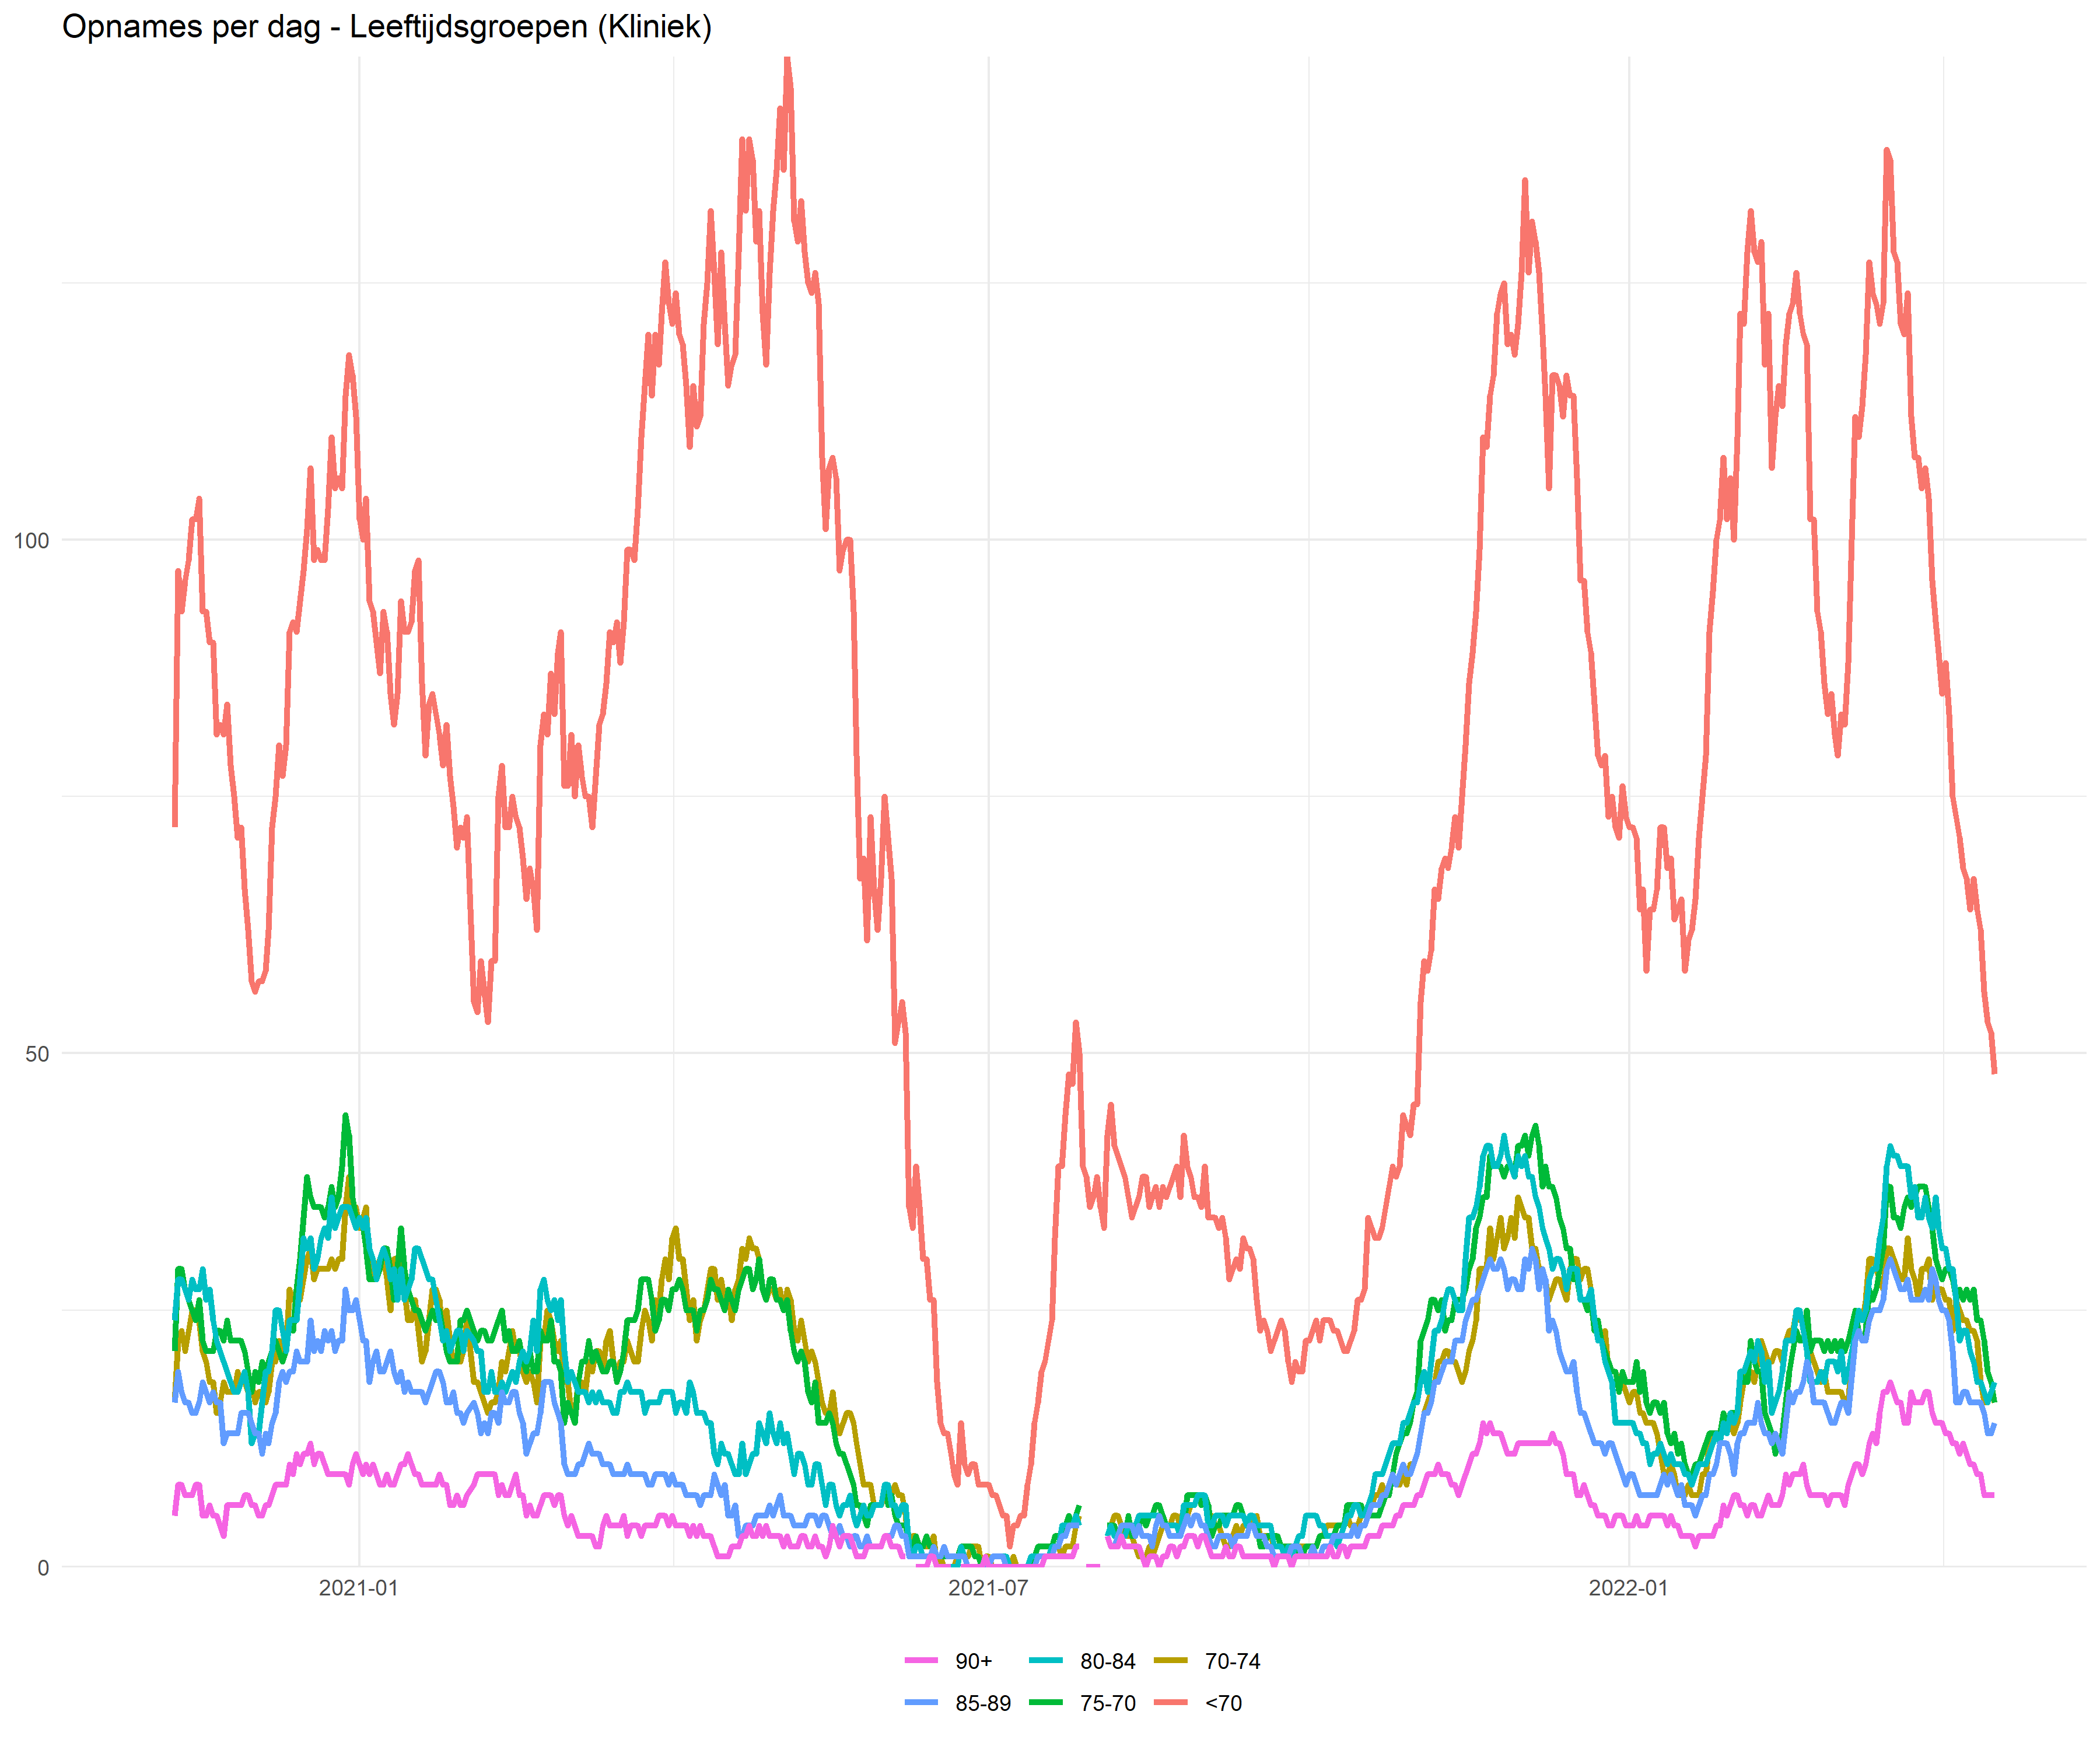 Opnames per dag - Leeftijdsgroepen (Kliniek)
100
50
0
2021-01 2021-07 2022-01
90+ 80-84 70-74
85-89 75-70 <70